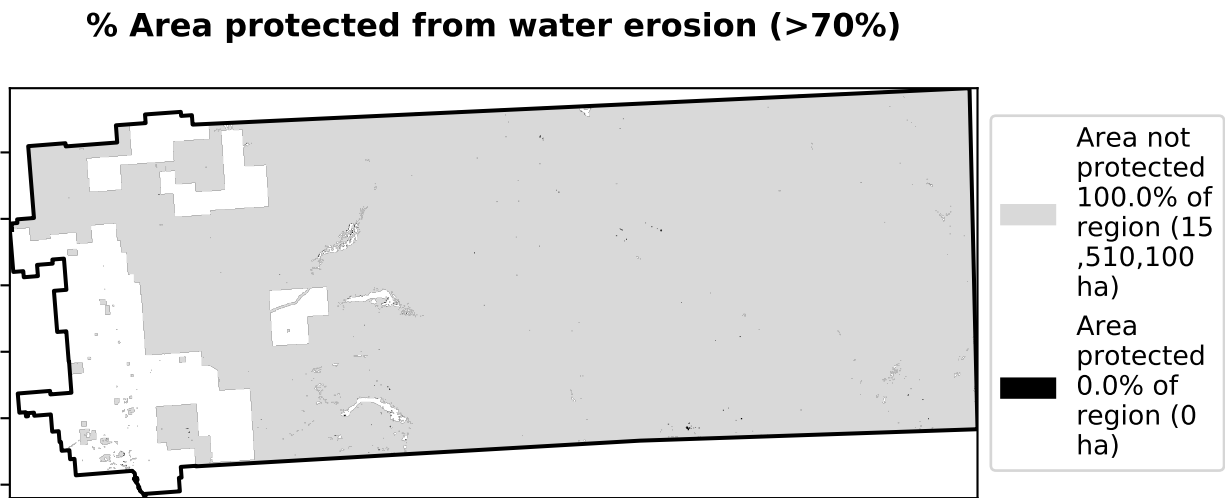 % Area protected from water erosion (>70%)
Area not
protected
100.0% of
region (15
,510,100
ha)
Area
protected
0.0% of
region (0
ha)